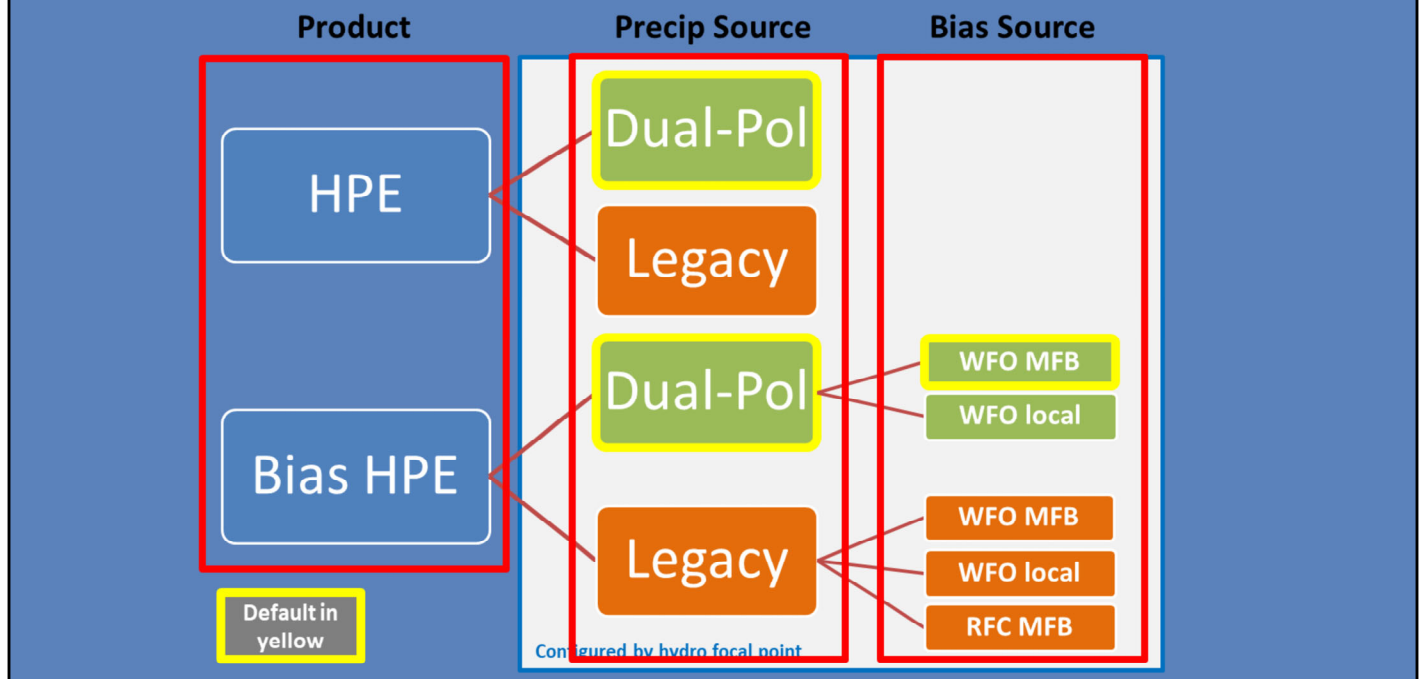 Product
Precip Source
Bias Source
HPE
Dual-Pol
Legacy
Bias HPE
Dual-Pol
WFO MFB
WFO local
Legacy
WFO MFB
WFO local
RFC MFB
Default in
yellow
Configured by hydro focal point